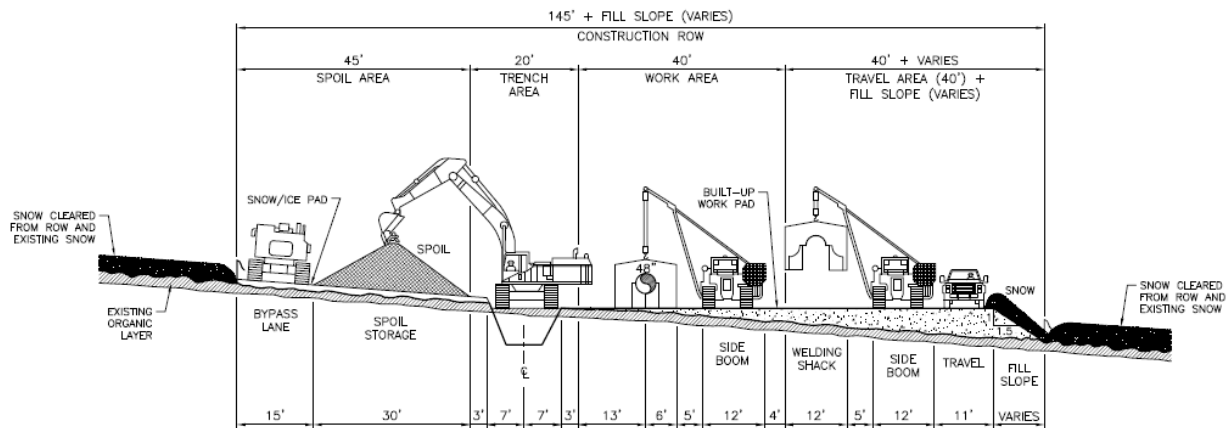 145' + FILL SLOPE (VARIES)
CONSTRUCTION ROW
45'
SPOIL AREA
20'
TRENCH
AREA
40'
WORK AREA
40' + VARIES
TRAVEL AREA (40') +
FILL SLOPE (VARIES)
SNOW CLEARED
FROM ROW AND
EXISTING SNOW
SNOW/ICE PAD
SPOIL
48"
BUILT-UP
WORK PAD
SNOW
SNOW CLEARED
FROM ROW AND
EXISTING SNOW
1.5
EXISTING
ORGANIC
LAYER
BYPASS
LANE
SPOIL
STORAGE
℄
SIDE
BOOM
WELDING
SHACK
SIDE
BOOM
TRAVEL
FILL
SLOPE
15'
30'
3'
7'
7'
3'
13'
6'
5'
12'
4'
12'
5'
12'
11'
VARIES